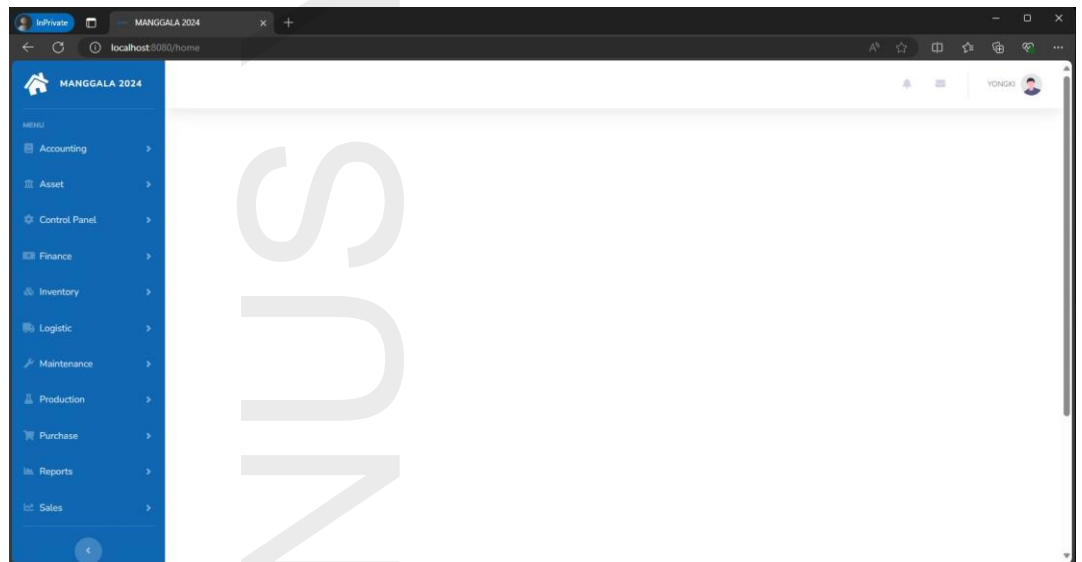 InPrivate
MANGGALA 2024
localhost:8080/home
MANGGALA 2024
YONGKI
MENU
Accounting
Asset
Control Panel
Finance
Inventory
Logistic
Maintenance
Production
Purchase
Reports
Sales
NUS